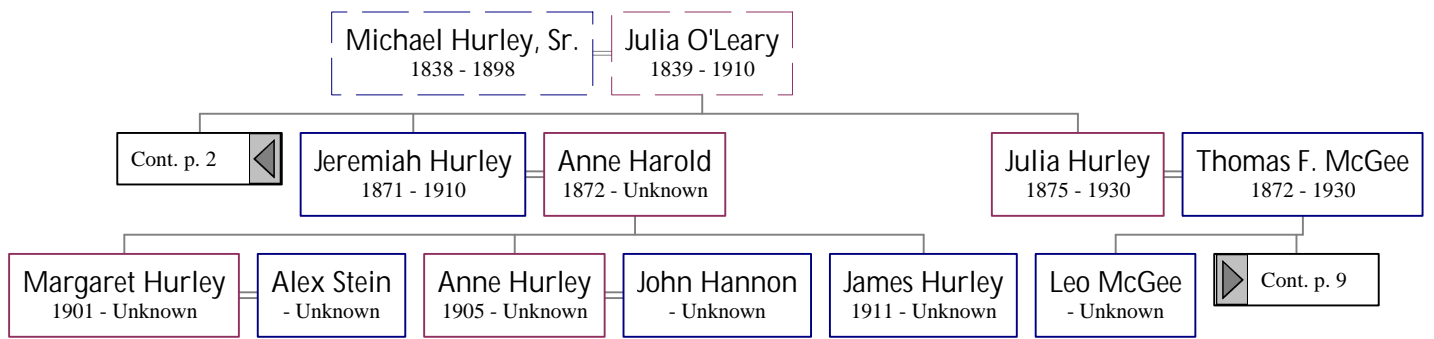 Michael Hurley, Sr.
1838 - 1898
Julia O'Leary
1839 - 1910
Cont. p. 2
Jeremiah Hurley
1871 - 1910
Anne Harold
1872 - Unknown
Julia Hurley
1875 - 1930
Thomas F. McGee
1872 - 1930
Margaret Hurley
1901 - Unknown
Alex Stein
- Unknown
Anne Hurley
1905 - Unknown
John Hannon
- Unknown
James Hurley
1911 - Unknown
Leo McGee
- Unknown
Cont. p. 9